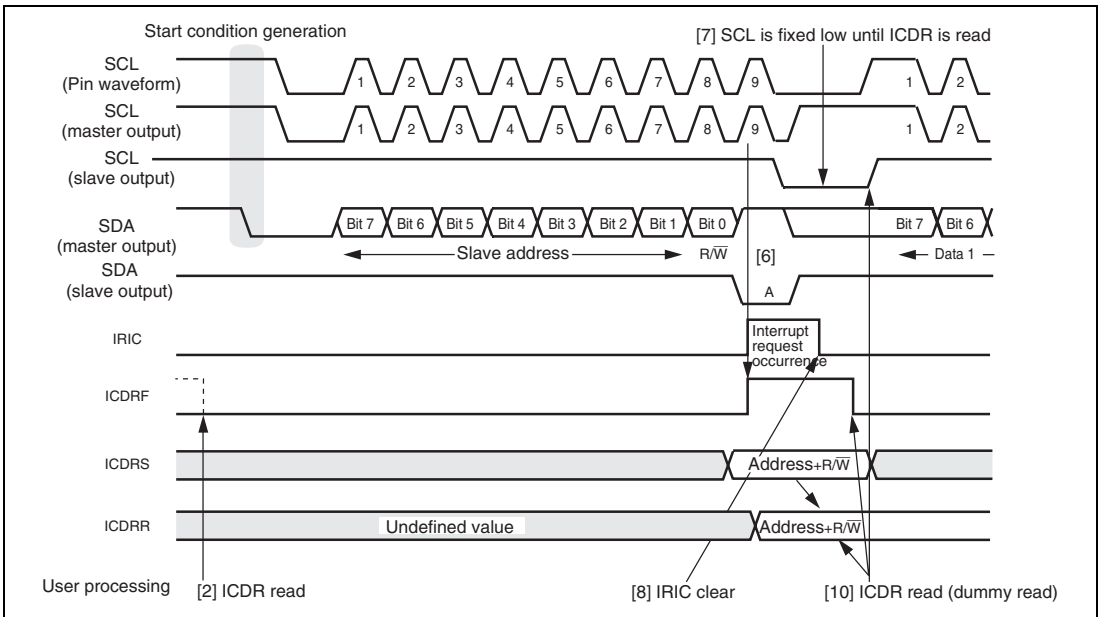 Start condition generation
[7] SCL is fixed low until ICDR is read
SCL
(Pin waveform)
1 2 3 4 5 6 7 8 9 1 2
SCL
(master output)
1 2 3 4 5 6 7 8 9 1 2
SCL
(slave output)
SDA
(master output)
Bit 7 Bit 6 Bit 5 Bit 4 Bit 3 Bit 2 Bit 1 Bit 0 Bit 7 Bit 6
Slave address R/W̅ [6] Data 1
SDA
(slave output)
A
IRIC
Interrupt
request
occurrence
ICDRF
ICDRS
Address+R/W̅
ICDRR
Undefined value
Address+R/W̅
User processing
[2] ICDR read
[8] IRIC clear
[10] ICDR read (dummy read)